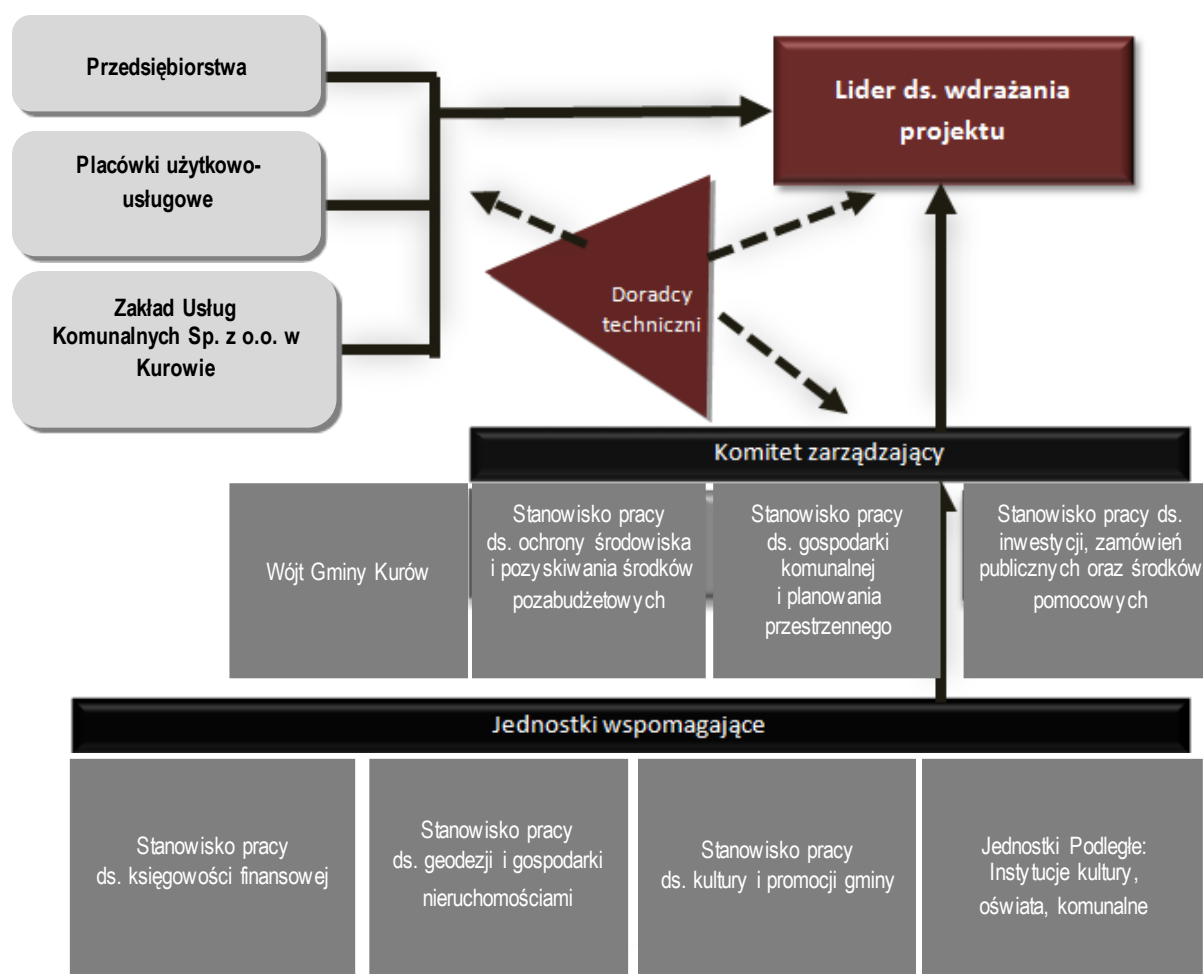 Przedsiębiorstwa
Placówki użytkowo-
usługowe
Zakład Usług
Komunalnych Sp. z o.o. w
Kurowie
Lider ds. wdrażania
projektu
Doradcy
techniczni
Komitet zarządzający
Wójt Gminy Kurów
Stanowisko pracy
ds. ochrony środowiska
i pozyskiwania środków
pozabudżetowych
Stanowisko pracy
ds. gospodarki
komunalnej
i planowania
przestrzennego
Stanowisko pracy ds.
inwestycji, zamówień
publicznych oraz środków
pomocowych
Jednostki wspomagające
Stanowisko pracy
ds. księgowości finansowej
Stanowisko pracy
ds. geodezji i gospodarki
nieruchomościami
Stanowisko pracy
ds. kultury i promocji gminy
Jednostki Podległe:
Instytucje kultury,
oświata, komunalne